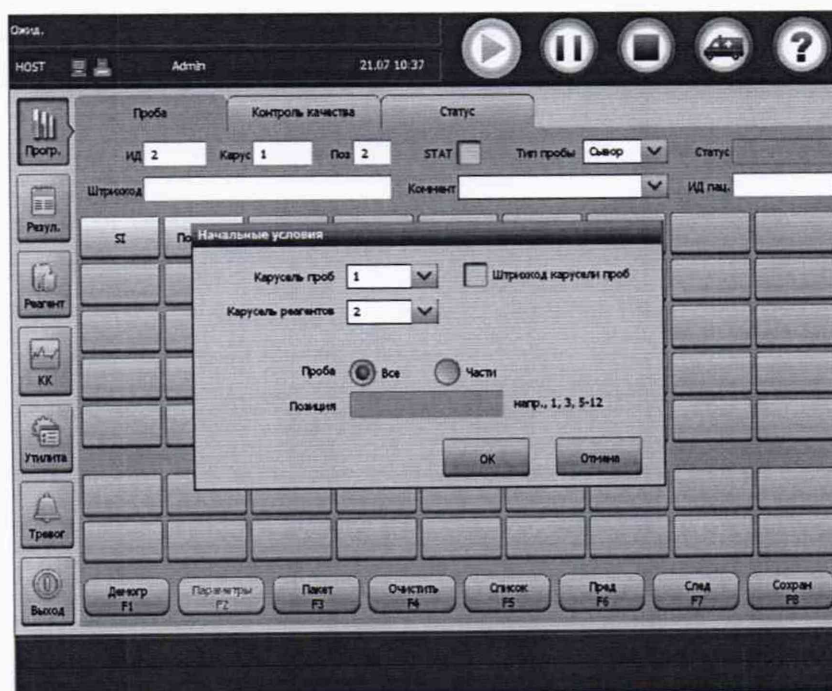 Ожид.
HOST Admin 21.07 10:37
?
Прогр.
Проба Контроль качества Статус
ИД 2 Карус 1 Поз 2 STAT Тип пробы Сывор Статус
Штрихкод Коммент ИД пац.
Резул.
SI По
Начальные условия
Карусель проб 1 Штрихкод карусели проб
Реагент
Карусель реагентов 2
КК
Проба Все Части
Позиция напр., 1, 3, 5-12
Утилита
OK Отмена
Тревог
Выход
Демогр Параметры Пакет Очистить Список Пред След Сохран
F1 F2 F3 F4 F5 F6 F7 F8